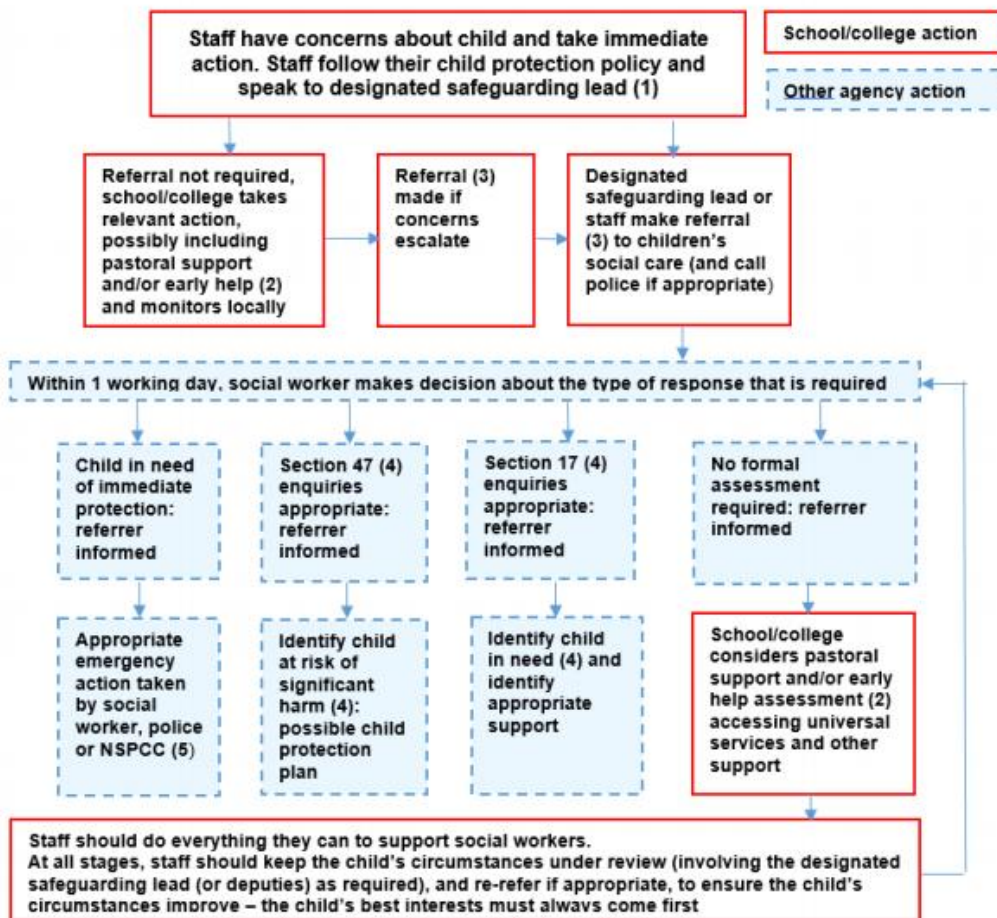 Staff have concerns about child and take immediate
action. Staff follow their child protection policy and
speak to designated safeguarding lead (1)
School/college action
Other agency action
Referral not required,
school/college takes
relevant action,
possibly including
pastoral support
and/or early help (2)
and monitors locally
Referral (3)
made if
concerns
escalate
Designated
safeguarding lead or
staff make referral
(3) to children’s
social care (and call
police if appropriate)
Within 1 working day, social worker makes decision about the type of response that is required
Child in need
of immediate
protection:
referrer
informed
Section 47 (4)
enquiries
appropriate:
referrer
informed
Section 17 (4)
enquiries
appropriate:
referrer
informed
No formal
assessment
required: referrer
informed
Appropriate
emergency
action taken
by social
worker, police
or NSPCC (5)
Identify child
at risk of
significant
harm (4):
possible child
protection
plan
Identify child
in need (4) and
identify
appropriate
support
School/college
considers pastoral
support and/or early
help assessment (2)
accessing universal
services and other
support
Staff should do everything they can to support social workers.
At all stages, staff should keep the child’s circumstances under review (involving the designated
safeguarding lead (or deputies) as required), and re-refer if appropriate, to ensure the child’s
circumstances improve – the child’s best interests must always come first